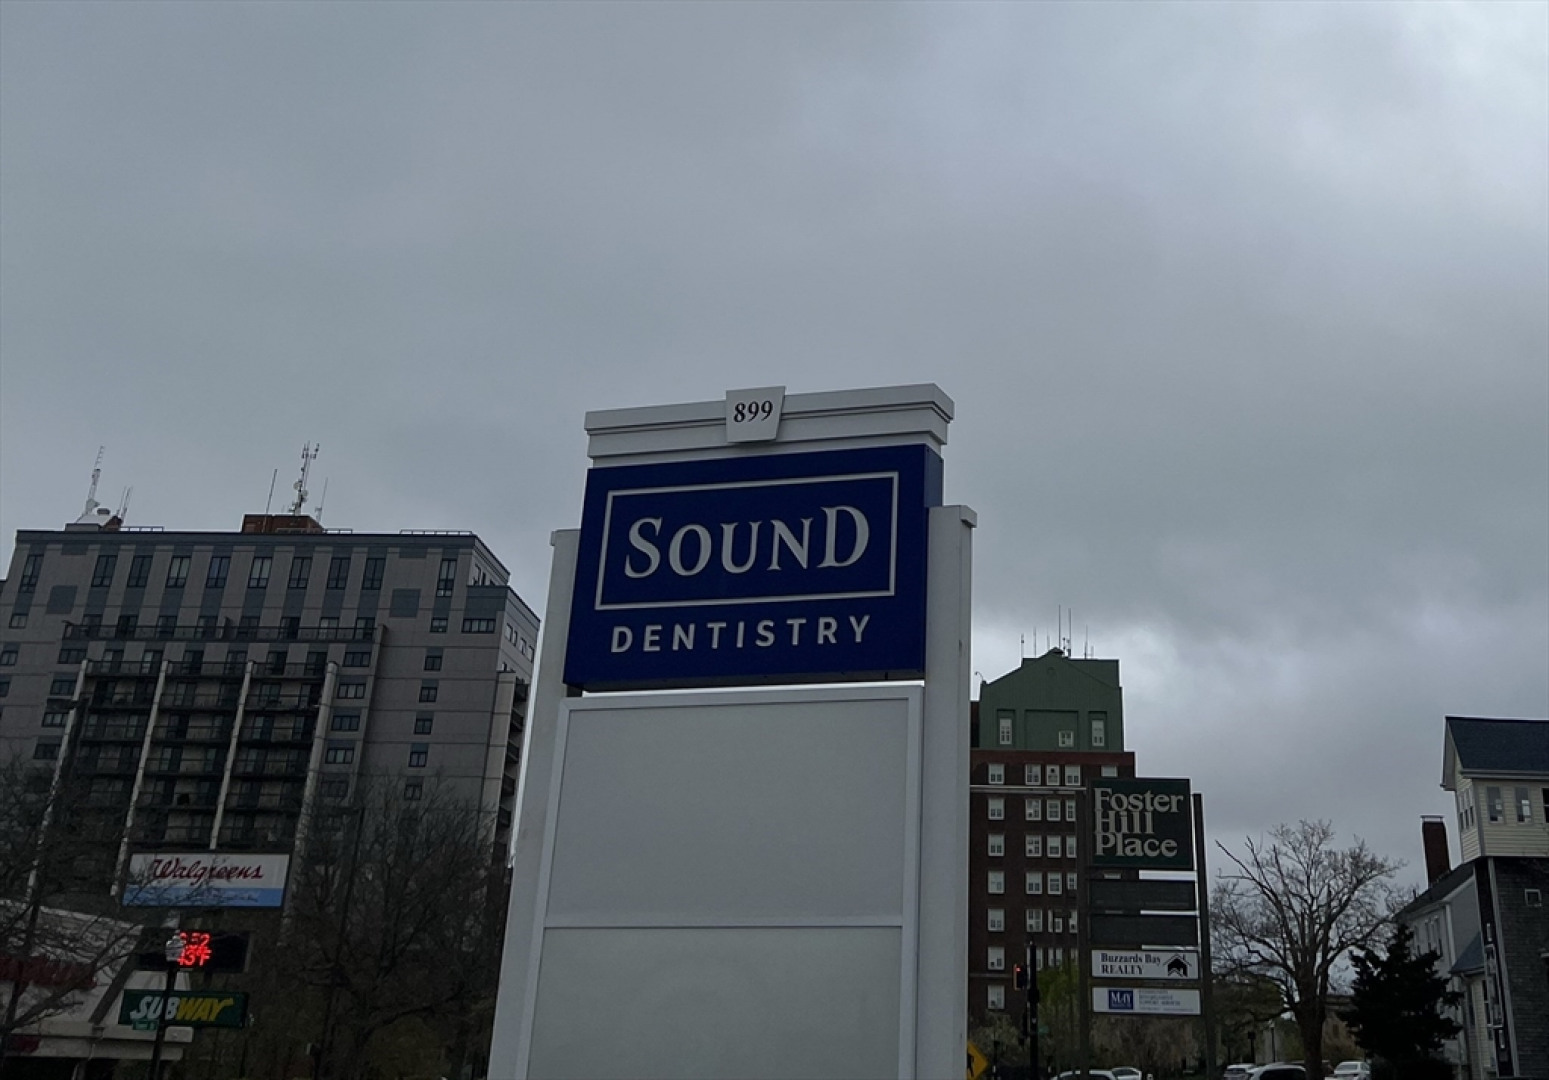 899
SOUND
DENTISTRY
Walgreens
SUBWAY
Foster
Hill
Place
Buzzards Bay
REALTY